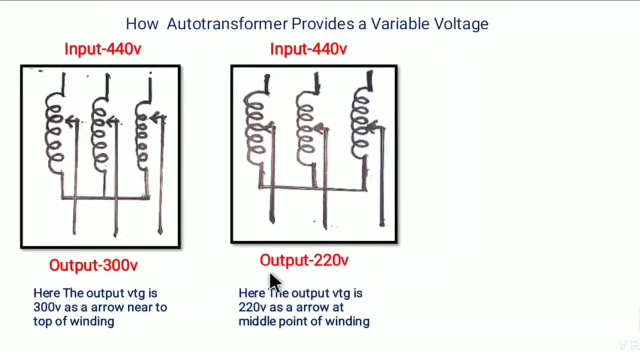 How Autotransformer Provides a Variable Voltage
Input-440v
Input-440v
Output-300v
Output-220v
Here The output vtg is
300v as a arrow near to
top of winding
Here The output vtg is
220v as a arrow at
middle point of winding